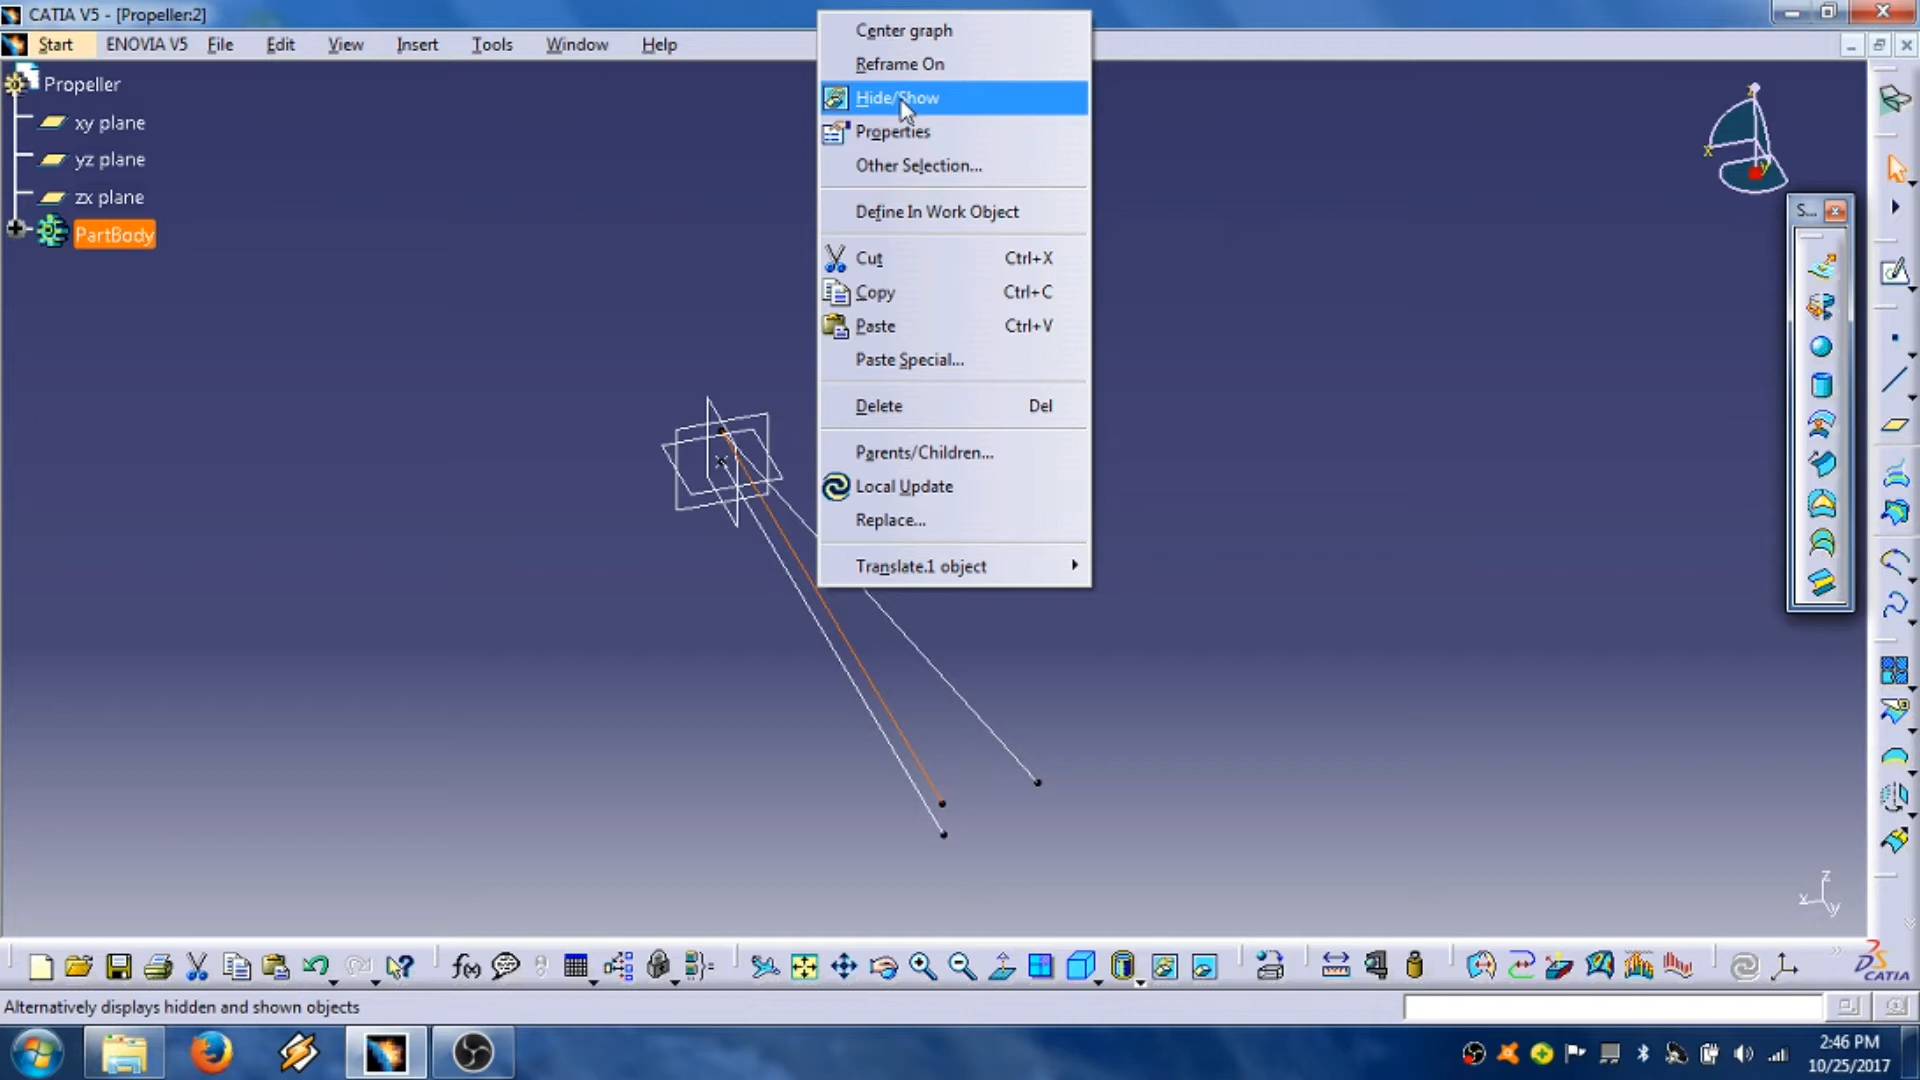 CATIA V5 - [Propeller:2]
Start ENOVIA V5 File Edit View Insert Tools Window Help
Propeller
xy plane
yz plane
zx plane
PartBody
Center graph
Reframe On
Hide/Show
Properties
Other Selection...
Define In Work Object
Cut Ctrl+X
Copy Ctrl+C
Paste Ctrl+V
Paste Special...
Delete Del
Parents/Children...
Local Update
Replace...
Translate.1 object
S...
z
x
y
z
x
y
f(x)
CATIA
Alternatively displays hidden and shown objects
2:46 PM
10/25/2017